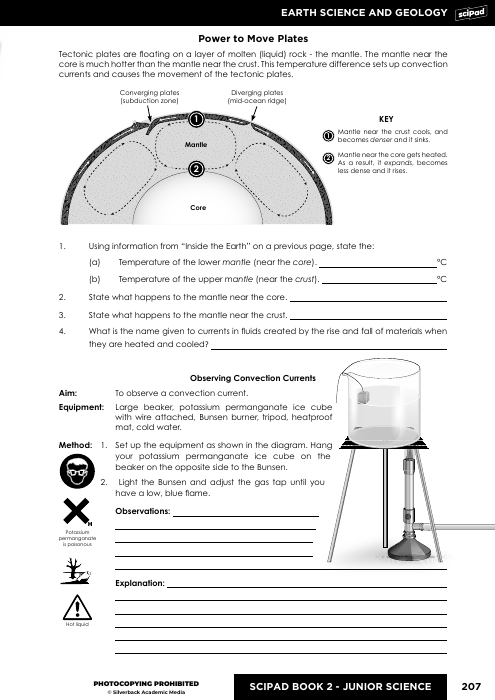 EARTH SCIENCE AND GEOLOGY
scipad
Power to Move Plates
Tectonic plates are floating on a layer of molten (liquid) rock - the mantle. The mantle near the
core is much hotter than the mantle near the crust. This temperature difference sets up convection
currents and causes the movement of the tectonic plates.
Converging plates
(subduction zone)
Diverging plates
(mid-ocean ridge)
1
Mantle
2
Core
KEY
1 Mantle near the crust cools, and
becomes denser and it sinks.
2 Mantle near the core gets heated.
As a result, it expands, becomes
less dense and it rises.
1. Using information from "Inside the Earth" on a previous page, state the:
(a) Temperature of the lower mantle (near the core). °C
(b) Temperature of the upper mantle (near the crust). °C
2. State what happens to the mantle near the core.
3. State what happens to the mantle near the crust.
4. What is the name given to currents in fluids created by the rise and fall of materials when
they are heated and cooled?
Observing Convection Currents
Aim: To observe a convection current.
Equipment: Large beaker, potassium permanganate ice cube
with wire attached, Bunsen burner, tripod, heatproof
mat, cold water.
Method: 1. Set up the equipment as shown in the diagram. Hang
your potassium permanganate ice cube on the
beaker on the opposite side to the Bunsen.
2. Light the Bunsen and adjust the gas tap until you
have a low, blue flame.
H
Potassium
permanganate
is poisonous
Observations:
Explanation:
Hot liquid
PHOTOCOPYING PROHIBITED
© Silverback Academic Media
SCIPAD BOOK 2 - JUNIOR SCIENCE
207